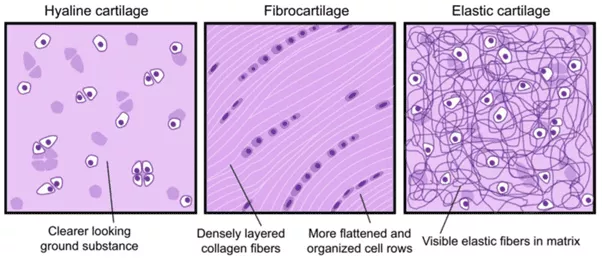 Hyaline cartilage
Fibrocartilage
Elastic cartilage
Clearer looking
ground substance
Densely layered
collagen fibers
More flattened and
organized cell rows
Visible elastic fibers in matrix